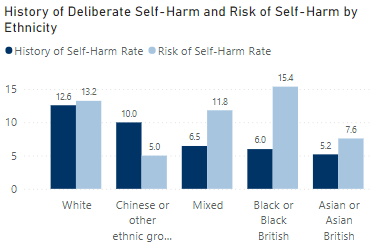 History of Deliberate Self-Harm and Risk of Self-Harm by
Ethnicity
History of Self-Harm Rate Risk of Self-Harm Rate
15
10
5
0
12.6 13.2
10.0 5.0
6.5 11.8
6.0 15.4
5.2 7.6
White
Chinese or
other
ethnic gro...
Mixed
Black or
Black
British
Asian or
Asian
British